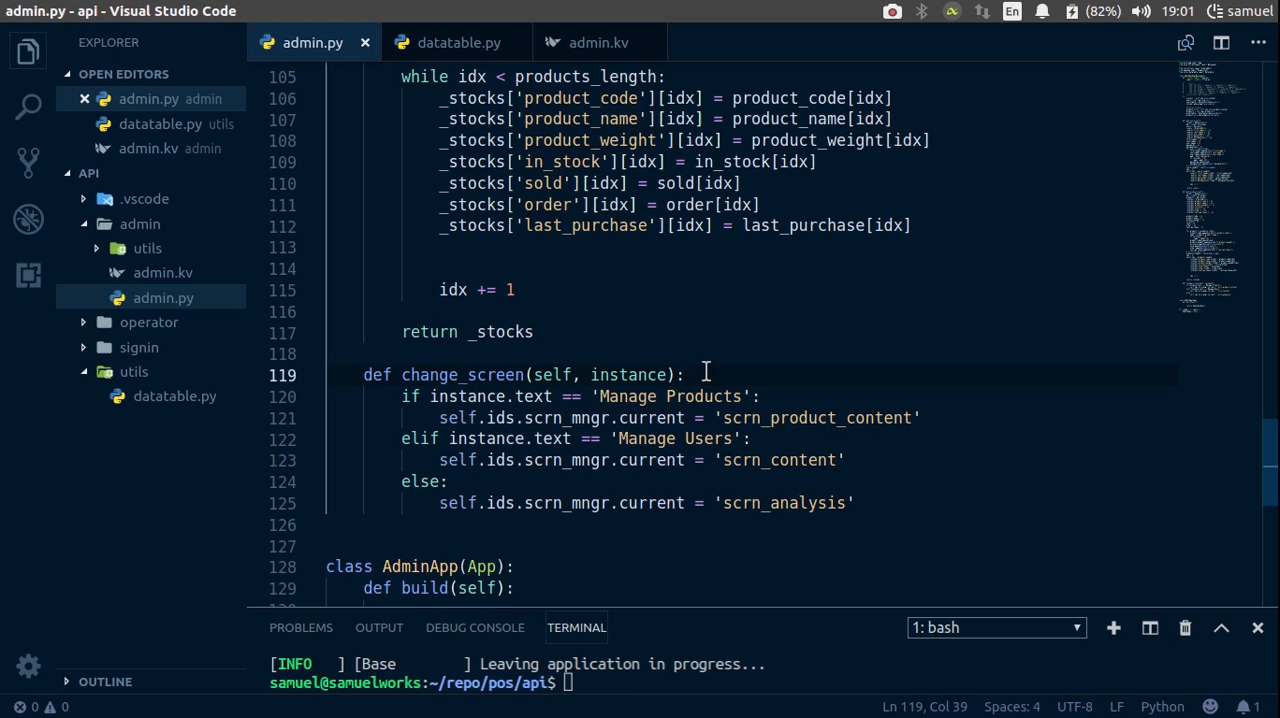 admin.py - api - Visual Studio Code
En
(82%)
19:01
samuel
EXPLORER
OPEN EDITORS
admin.py admin
datatable.py utils
admin.kv admin
API
.vscode
admin
utils
admin.kv
admin.py
operator
signin
utils
datatable.py
OUTLINE
admin.py
datatable.py
admin.kv
105 while idx < products_length:
106 _stocks['product_code'][idx] = product_code[idx]
107 _stocks['product_name'][idx] = product_name[idx]
108 _stocks['product_weight'][idx] = product_weight[idx]
109 _stocks['in_stock'][idx] = in_stock[idx]
110 _stocks['sold'][idx] = sold[idx]
111 _stocks['order'][idx] = order[idx]
112 _stocks['last_purchase'][idx] = last_purchase[idx]
113
114
115 idx += 1
116
117 return _stocks
118
119 def change_screen(self, instance):
120 if instance.text == 'Manage Products':
121 self.ids.scrn_mngr.current = 'scrn_product_content'
122 elif instance.text == 'Manage Users':
123 self.ids.scrn_mngr.current = 'scrn_content'
124 else:
125 self.ids.scrn_mngr.current = 'scrn_analysis'
126
127
128 class AdminApp(App):
129 def build(self):
PROBLEMS OUTPUT DEBUG CONSOLE TERMINAL
1: bash
[INFO   ] [Base        ] Leaving application in progress...
samuel@samuelworks:~/repo/pos/api$
0 0
Ln 119, Col 39
Spaces: 4
UTF-8
LF
Python
1